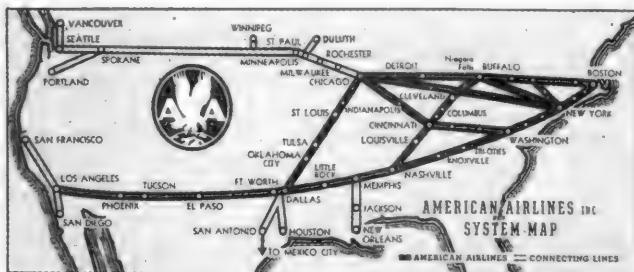 VANCOUVER
SEATTLE
SPOKANE
PORTLAND
WINNIPEG
ST PAUL
DULUTH
MINNEAPOLIS
ROCHESTER
MILWAUKEE
CHICAGO
DETROIT
Niagara
Falls
BUFFALO
BOSTON
CLEVELAND
NEW YORK
ST LOUIS
INDIANAPOLIS
COLUMBUS
CINCINNATI
WASHINGTON
LOUISVILLE
TRI-CITIES
KNOXVILLE
NASHVILLE
TULSA
OKLAHOMA
CITY
LITTLE
ROCK
MEMPHIS
A A
SAN FRANCISCO
LOS ANGELES
TUCSON
FT WORTH
DALLAS
PHOENIX
EL PASO
SAN DIEGO
JACKSON
SAN ANTONIO
HOUSTON
NEW
ORLEANS
TO MEXICO CITY
AMERICAN AIRLINES INC
SYSTEM MAP
AMERICAN AIRLINES CONNECTING LINES